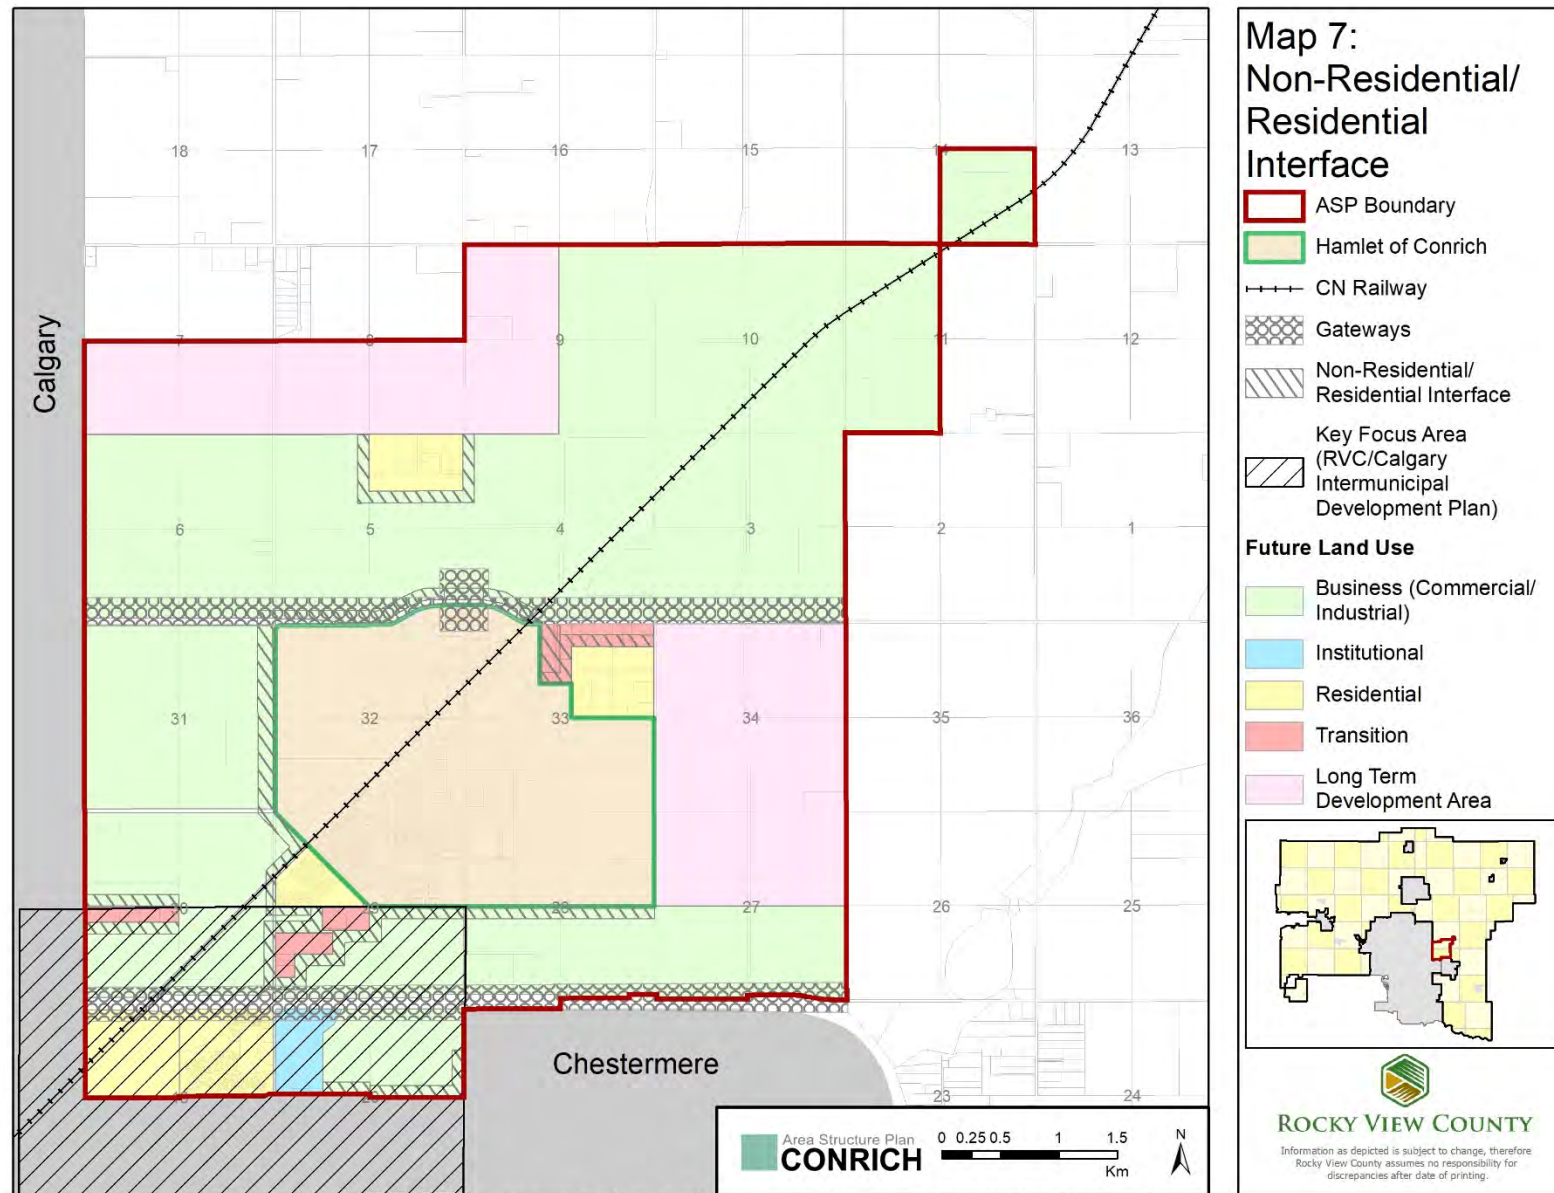 Map 7:
Non-Residential/
Residential
Interface
ASP Boundary
Hamlet of Conrich
CN Railway
Gateways
Non-Residential/
Residential Interface
Key Focus Area
(RVC/Calgary
Intermunicipal
Development Plan)
Future Land Use
Business (Commercial/
Industrial)
Institutional
Residential
Transition
Long Term
Development Area
ROCKY VIEW COUNTY
Information as depicted is subject to change, therefore
Rocky View County assumes no responsibility for
discrepancies after date of printing.
Calgary
18 17 16 15 14 13
7 8 9 10 11 12
6 5 4 3 2 1
31 32 33 34 35 36
29 28 27 26 25
Chestermere
19 20 23 24
Area Structure Plan
CONRICH
0 0.25 0.5 1 1.5
Km
N